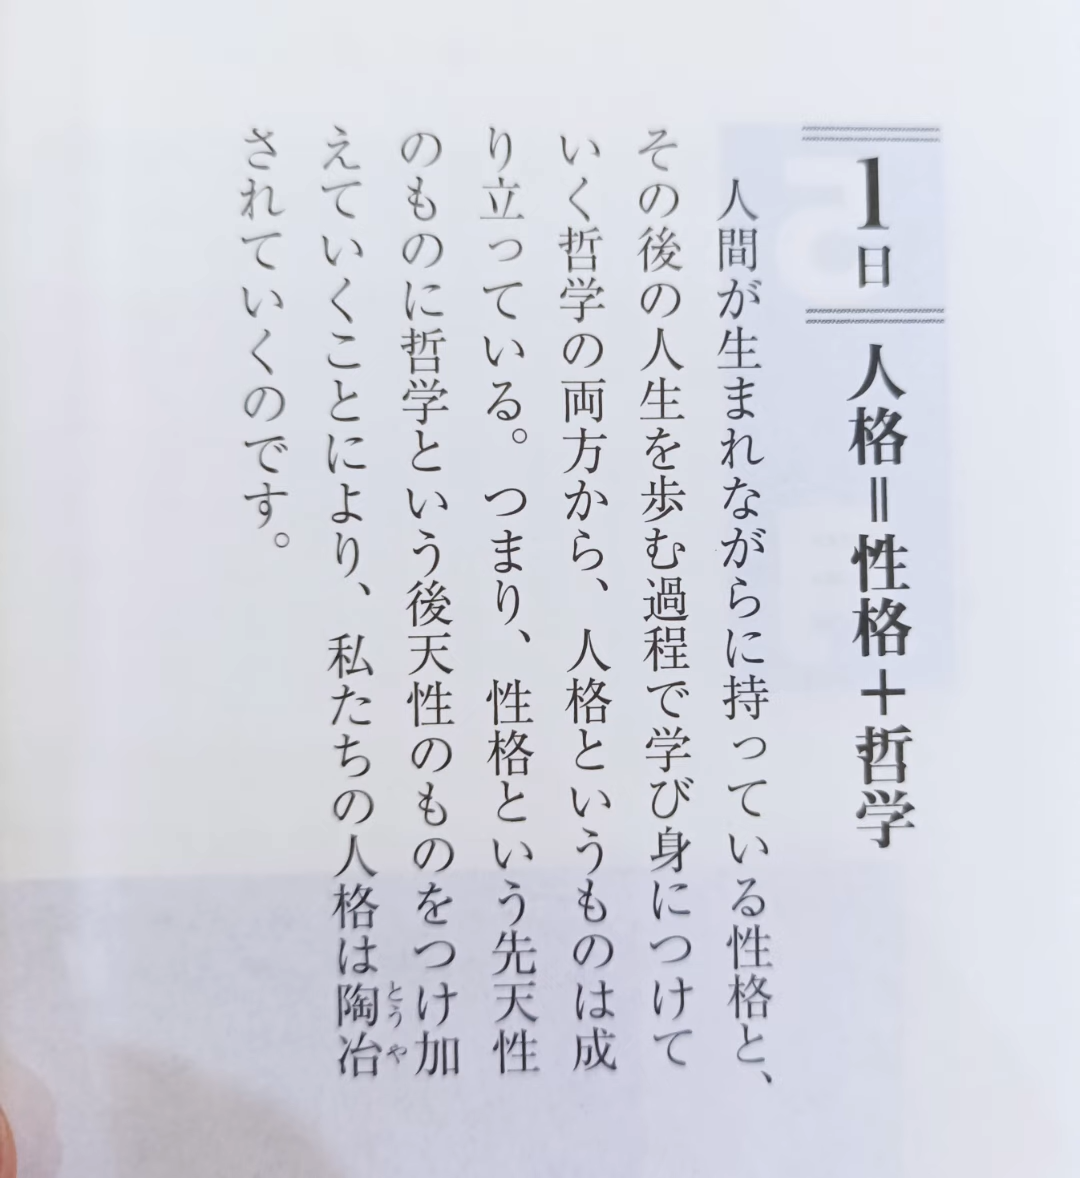 1日
人格=性格+哲学
人間が生まれながらに持っている性格と、
その後の人生を歩む過程で学び身につけて
いく哲学の両方から、人格というものは成
り立っている。つまり、性格という先天性
のものに哲学という後天性のものをつけ加
えていくことにより、私たちの人格は陶冶
とうや
されていくのです。